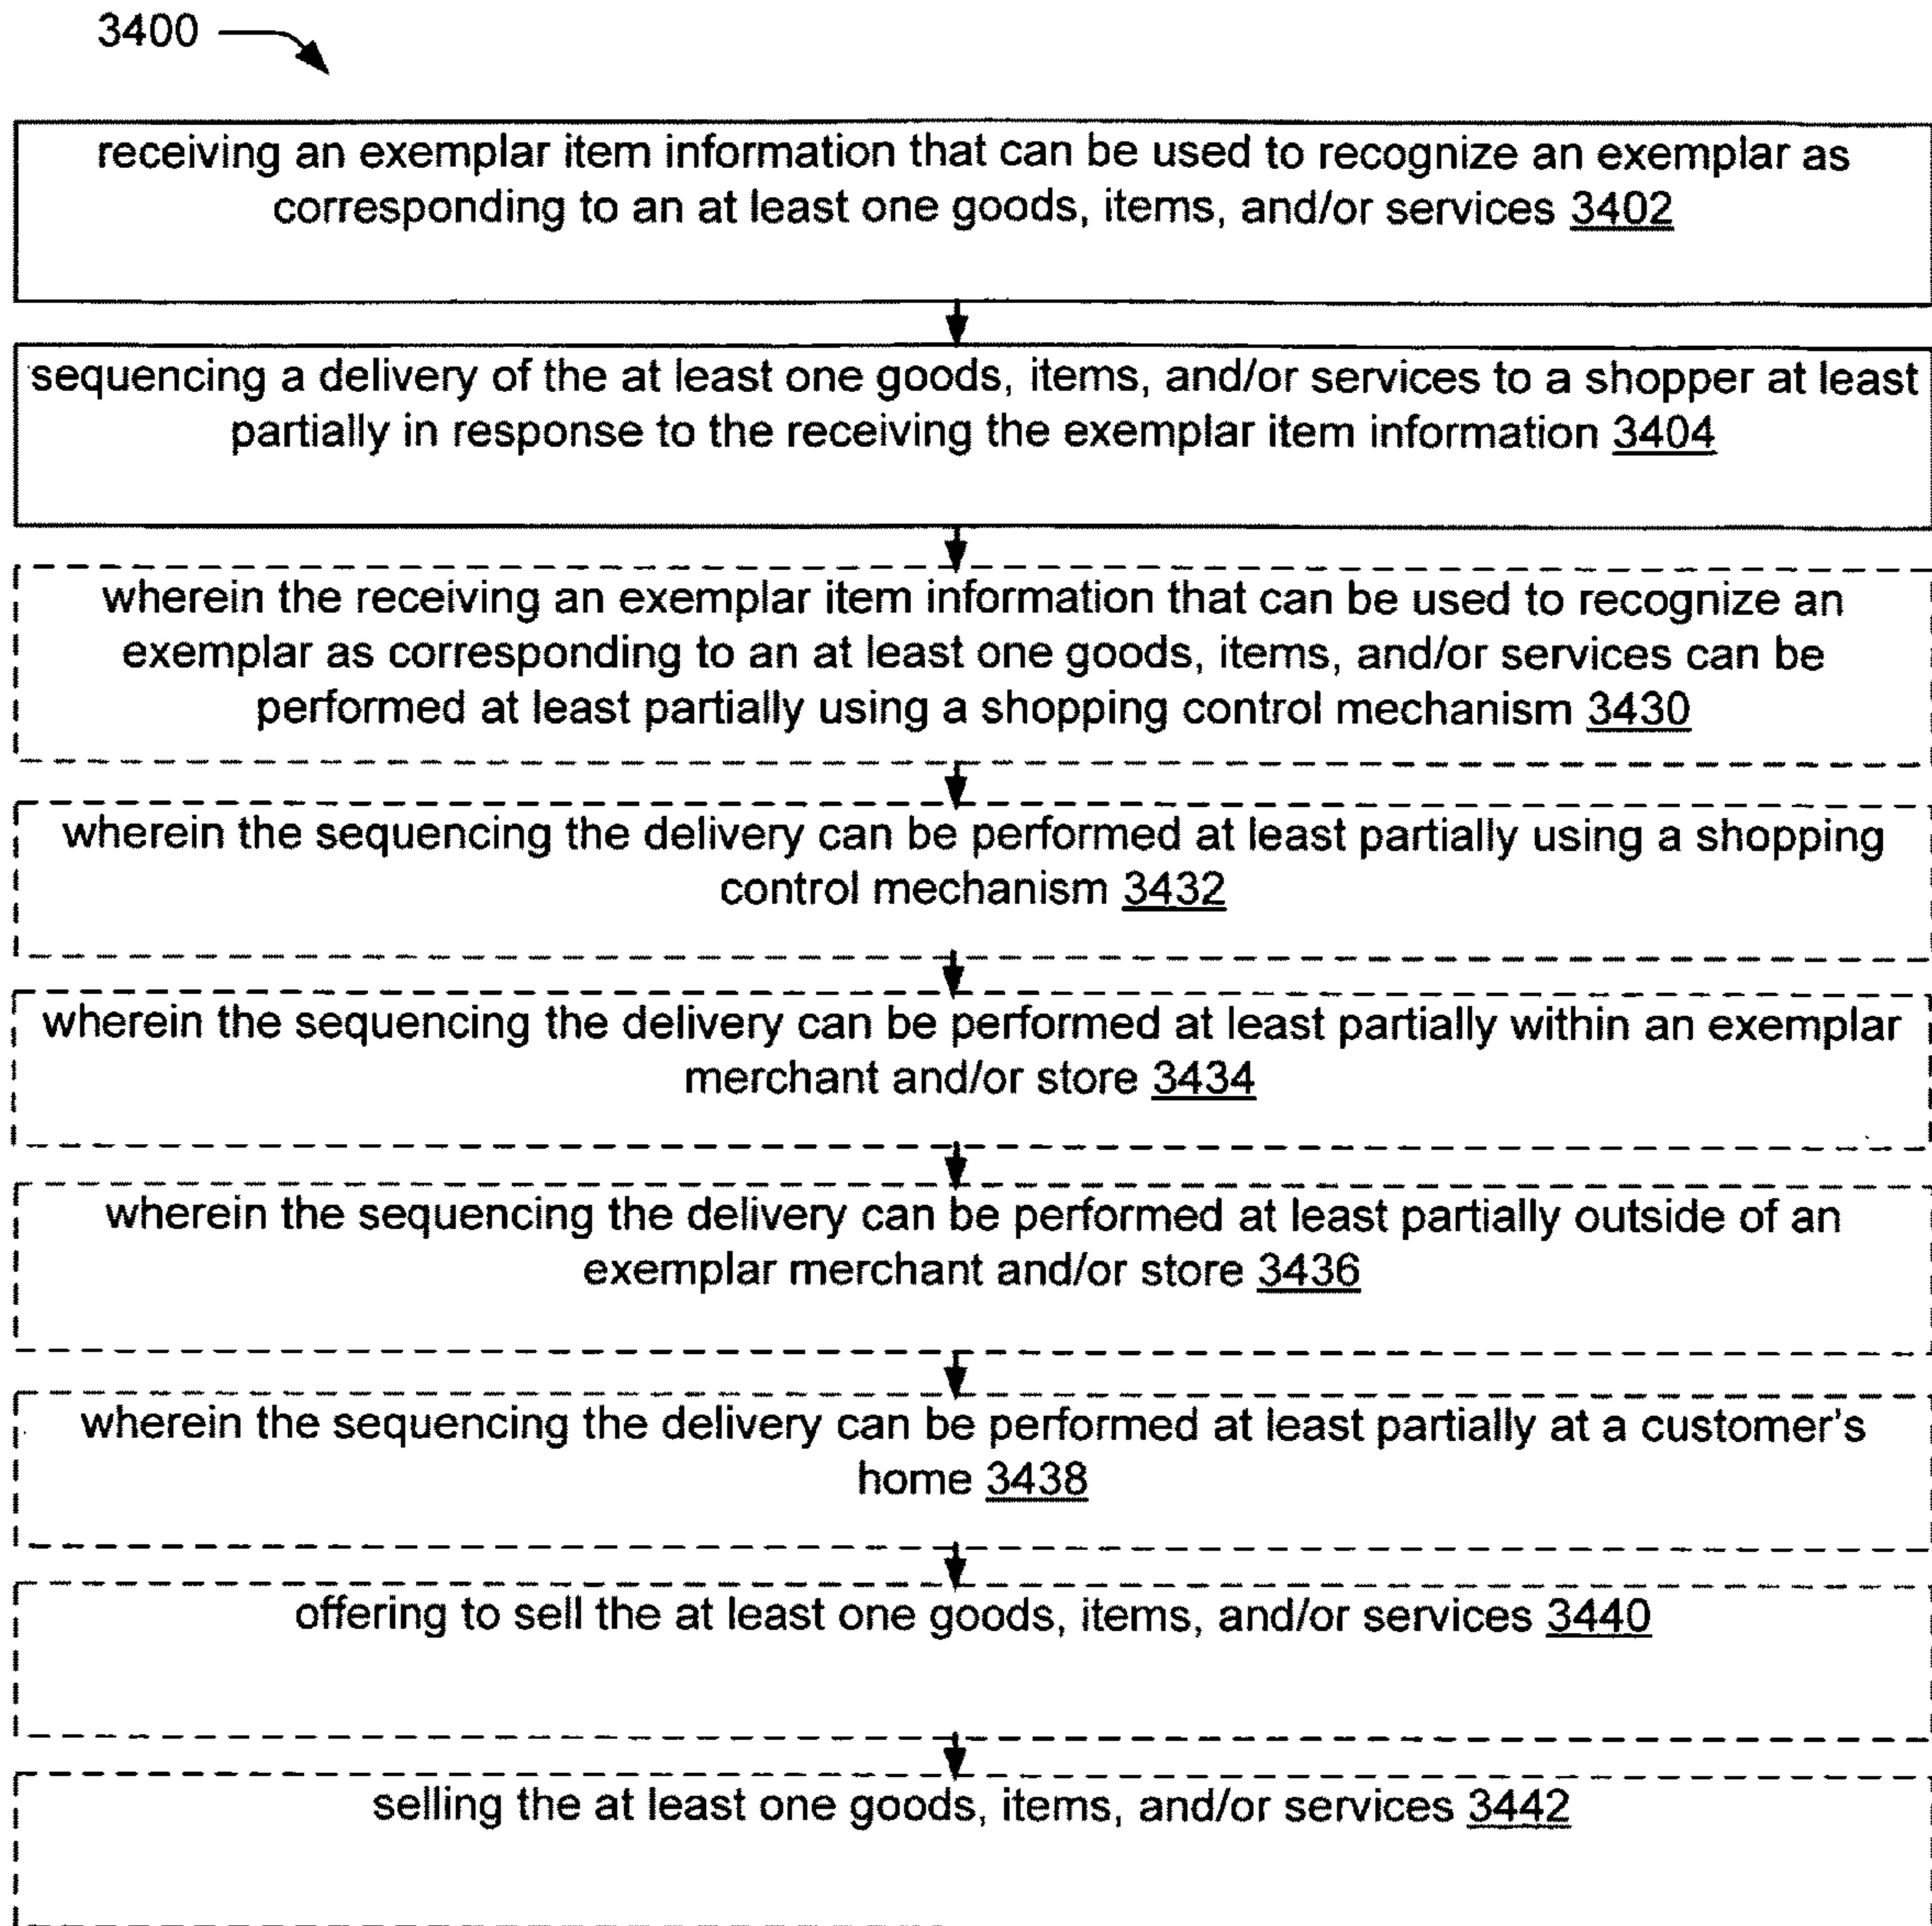 3400
receiving an exemplar item information that can be used to recognize an exemplar as
corresponding to an at least one goods, items, and/or services 3402
sequencing a delivery of the at least one goods, items, and/or services to a shopper at least
partially in response to the receiving the exemplar item information 3404
wherein the receiving an exemplar item information that can be used to recognize an
exemplar as corresponding to an at least one goods, items, and/or services can be
performed at least partially using a shopping control mechanism 3430
wherein the sequencing the delivery can be performed at least partially using a shopping
control mechanism 3432
wherein the sequencing the delivery can be performed at least partially within an exemplar
merchant and/or store 3434
wherein the sequencing the delivery can be performed at least partially outside of an
exemplar merchant and/or store 3436
wherein the sequencing the delivery can be performed at least partially at a customer's
home 3438
offering to sell the at least one goods, items, and/or services 3440
selling the at least one goods, items, and/or services 3442